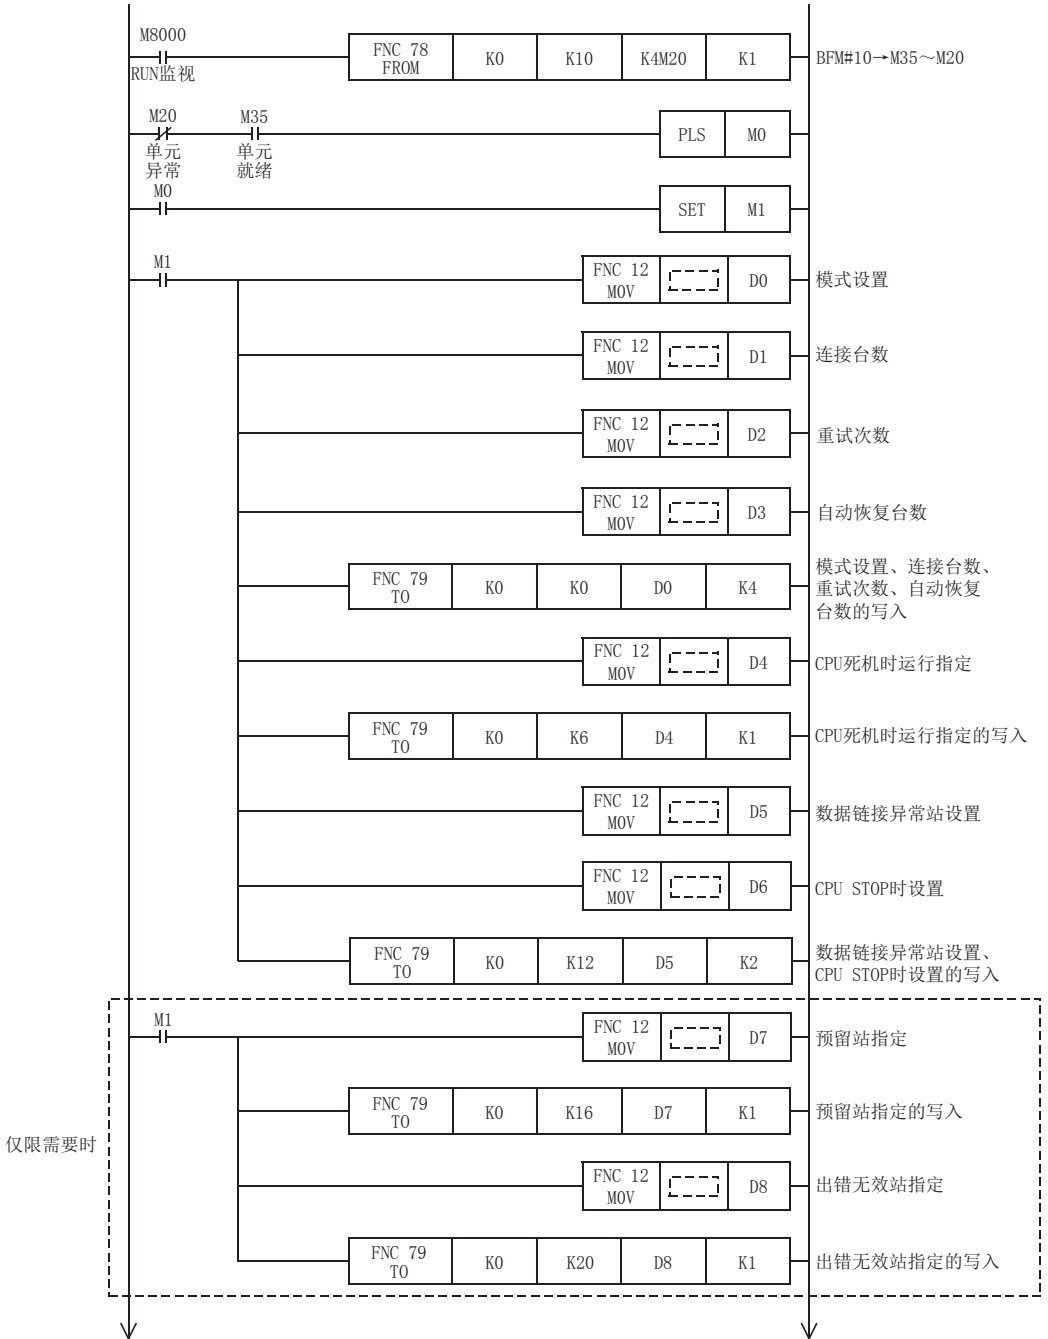 M8000
FNC 78
FROM
K0
K10
K4M20
K1
BFM#10→M35～M20
RUN监视
M20
M35
PLS
M0
单元
异常
单元
就绪
M0
SET
M1
M1
FNC 12
MOV
D0
模式设置
FNC 12
MOV
D1
连接台数
FNC 12
MOV
D2
重试次数
FNC 12
MOV
D3
自动恢复台数
FNC 79
TO
K0
K0
D0
K4
模式设置、连接台数、
重试次数、自动恢复
台数的写入
FNC 12
MOV
D4
CPU死机时运行指定
FNC 79
TO
K0
K6
D4
K1
CPU死机时运行指定的写入
FNC 12
MOV
D5
数据链接异常站设置
FNC 12
MOV
D6
CPU STOP时设置
FNC 79
TO
K0
K12
D5
K2
数据链接异常站设置、
CPU STOP时设置的写入
M1
FNC 12
MOV
D7
预留站指定
FNC 79
TO
K0
K16
D7
K1
预留站指定的写入
仅限需要时
FNC 12
MOV
D8
出错无效站指定
FNC 79
TO
K0
K20
D8
K1
出错无效站指定的写入